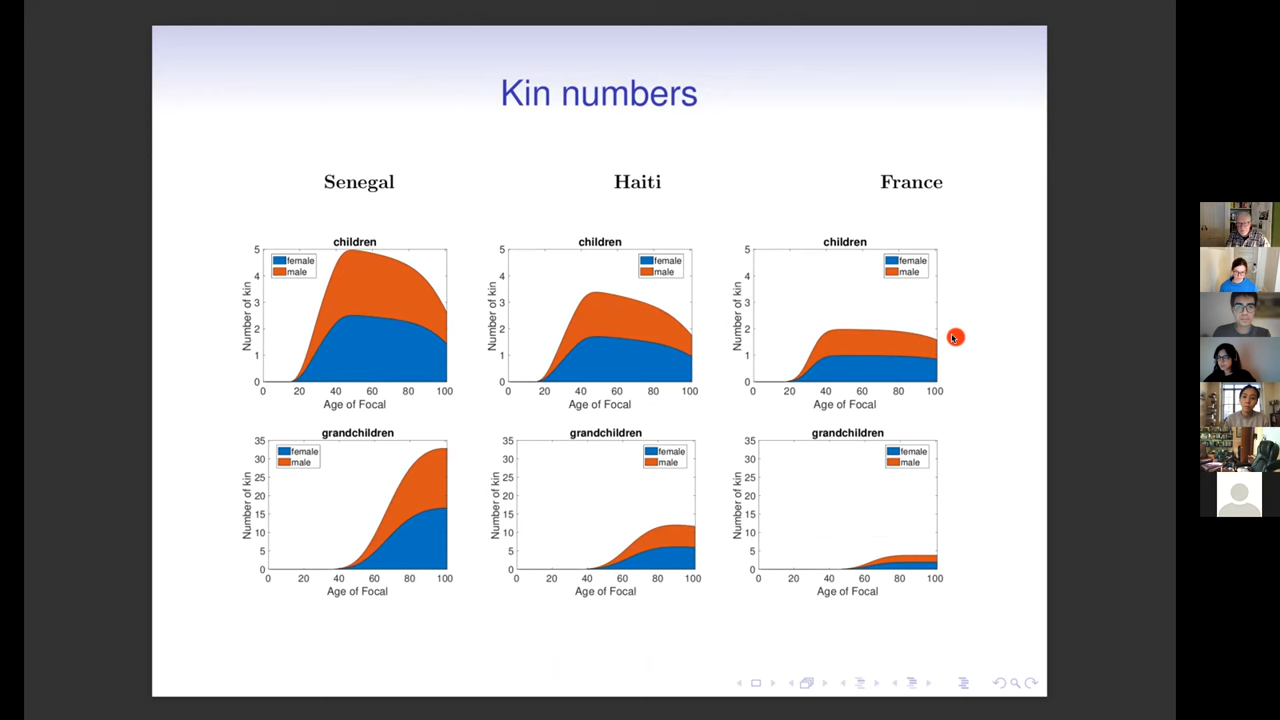 Kin numbers
Senegal
Haiti
France
children
5
4
3
2
1
0
female
male
Number of kin
0 20 40 60 80 100
Age of Focal
children
5
4
3
2
1
0
female
male
Number of kin
0 20 40 60 80 100
Age of Focal
children
5
4
3
2
1
0
female
male
Number of kin
0 20 40 60 80 100
Age of Focal
grandchildren
35
30
25
20
15
10
5
0
female
male
Number of kin
0 20 40 60 80 100
Age of Focal
grandchildren
35
30
25
20
15
10
5
0
female
male
Number of kin
0 20 40 60 80 100
Age of Focal
grandchildren
35
30
25
20
15
10
5
0
female
male
Number of kin
0 20 40 60 80 100
Age of Focal